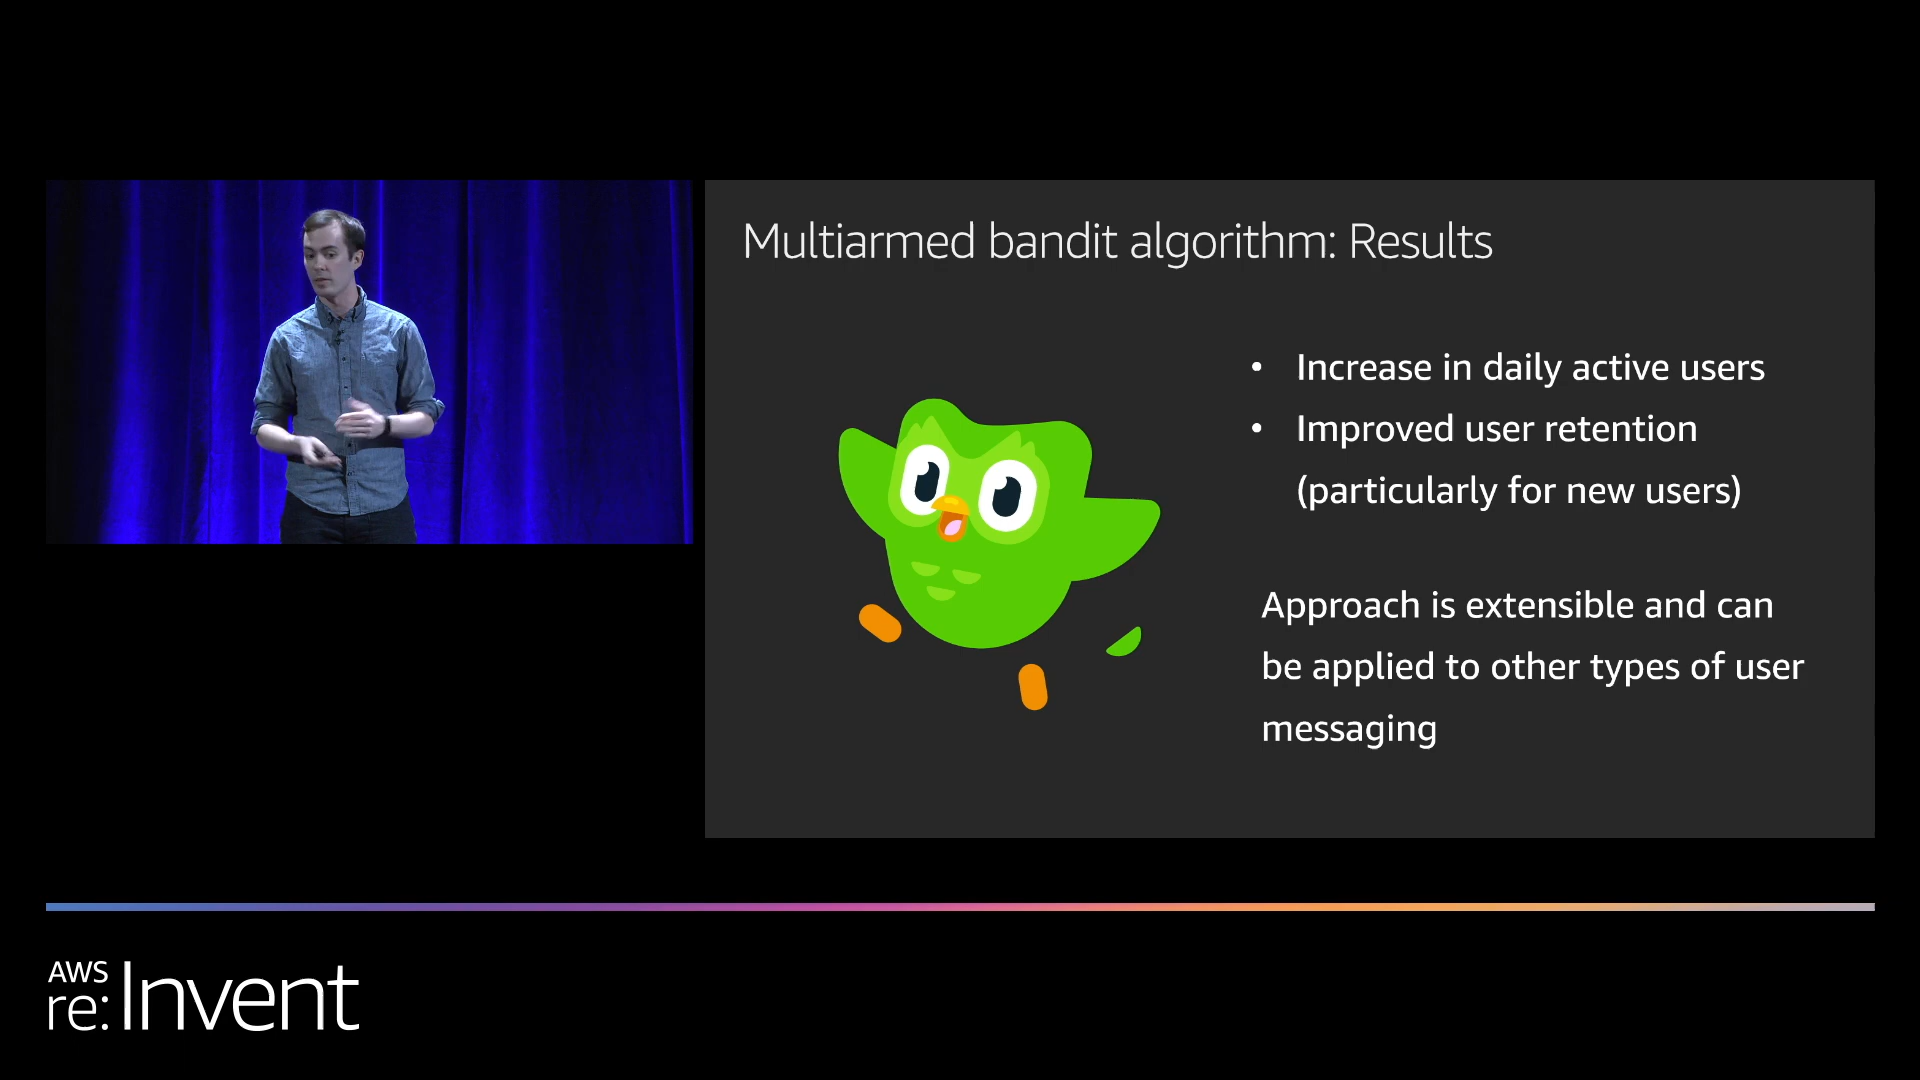 Multiarmed bandit algorithm: Results
• Increase in daily active users
• Improved user retention
(particularly for new users)
Approach is extensible and can
be applied to other types of user
messaging
AWS
re:Invent